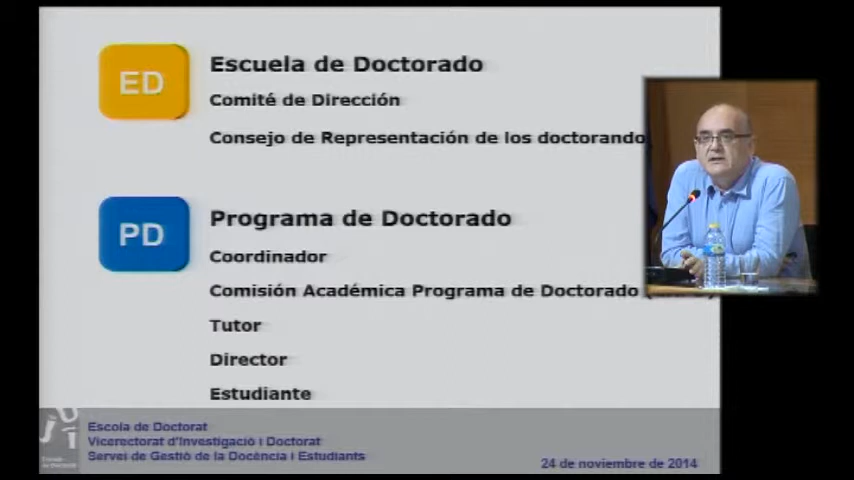 ED
Escuela de Doctorado
Comité de Dirección
Consejo de Representación de los doctorando
PD
Programa de Doctorado
Coordinador
Comisión Académica Programa de Doctorado
Tutor
Director
Estudiante
Escola de Doctorat
Vicerectorat d'Investigació i Doctorat
Servei de Gestió de la Docència i Estudiants
24 de noviembre de 2014